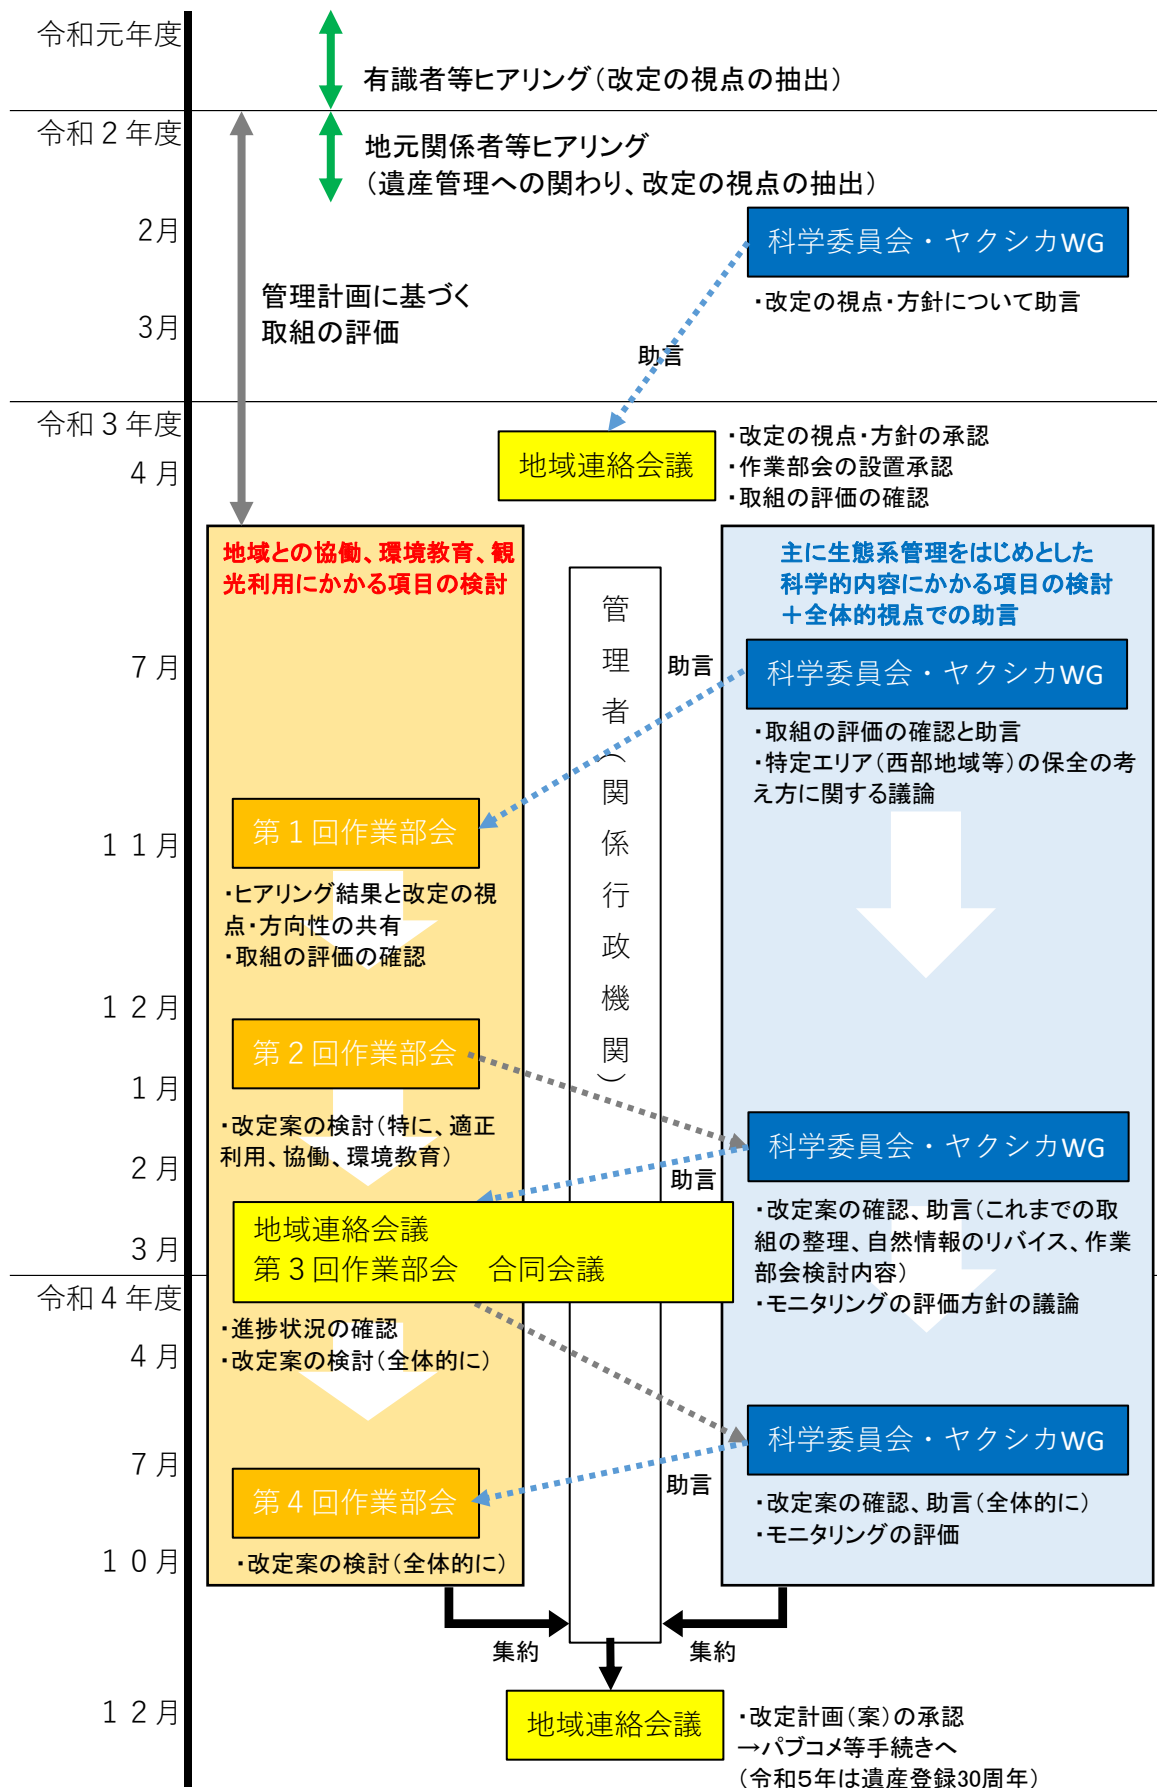 令和元年度
有識者等ヒアリング（改定の視点の抽出）
令和２年度
地元関係者等ヒアリング
（遺産管理への関わり、改定の視点の抽出）
2月
科学委員会・ヤクシカWG
・改定の視点・方針について助言
管理計画に基づく
取組の評価
3月
助言
令和３年度
4月
地域連絡会議
・改定の視点・方針の承認
・作業部会の設置承認
・取組の評価の確認
地域との協働、環境教育、観
光利用にかかる項目の検討
管理者（関係行政機関）
主に生態系管理をはじめとした
科学的内容にかかる項目の検討
＋全体的視点での助言
7月
助言
科学委員会・ヤクシカWG
・取組の評価の確認と助言
・特定エリア（西部地域等）の保全の考
え方に関する議論
１１月
第１回作業部会
・ヒアリング結果と改定の視
点・方向性の共有
・取組の評価の確認
１２月
第２回作業部会
1月
・改定案の検討（特に、適正
利用、協働、環境教育）
科学委員会・ヤクシカWG
2月
助言
・改定案の確認、助言（これまでの取
組の整理、自然情報のリバイス、作業
部会検討内容）
・モニタリングの評価方針の議論
3月
地域連絡会議
第３回作業部会　合同会議
令和４年度
・進捗状況の確認
・改定案の検討（全体的に）
4月
科学委員会・ヤクシカWG
7月
助言
第４回作業部会
・改定案の確認、助言（全体的に）
・モニタリングの評価
１０月
・改定案の検討（全体的に）
集約
集約
１２月
地域連絡会議
・改定計画（案）の承認
→パブコメ等手続きへ
（令和5年は遺産登録30周年）